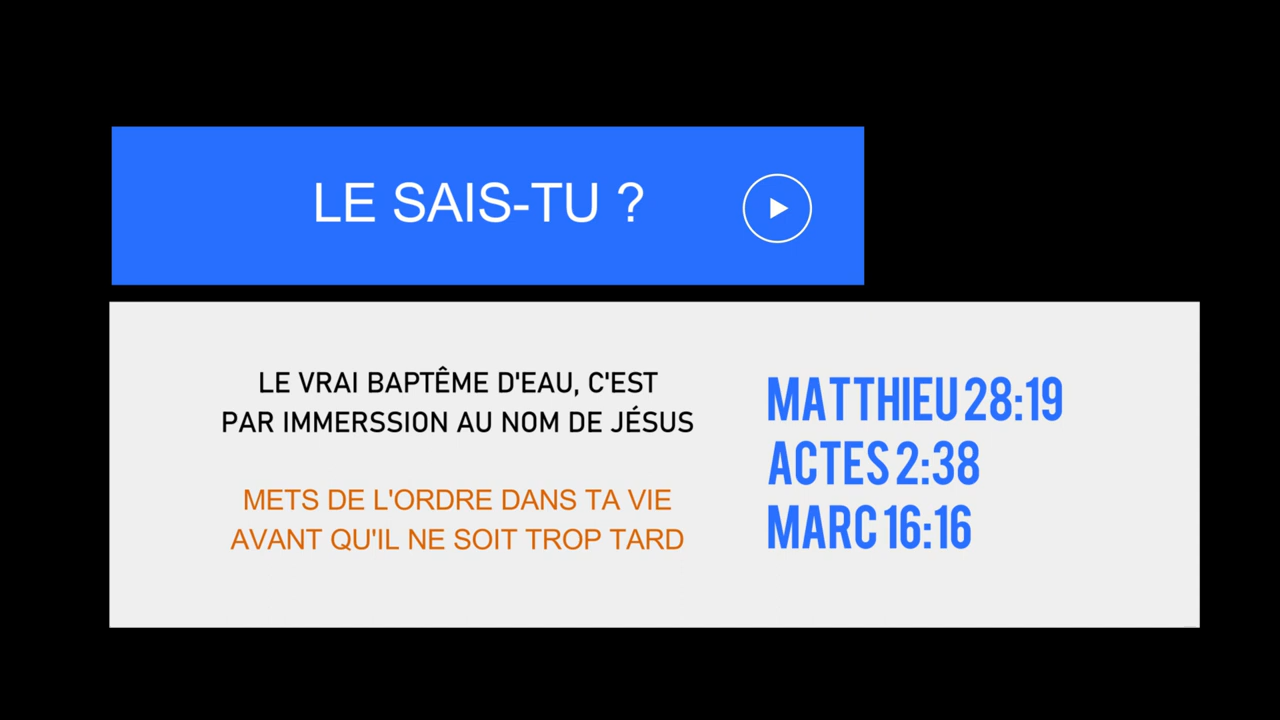 LE SAIS-TU ?
LE VRAI BAPTÊME D'EAU, C'EST
PAR IMMERSSION AU NOM DE JÉSUS
METS DE L'ORDRE DANS TA VIE
AVANT QU'IL NE SOIT TROP TARD
MATTHIEU 28:19
ACTES 2:38
MARC 16:16